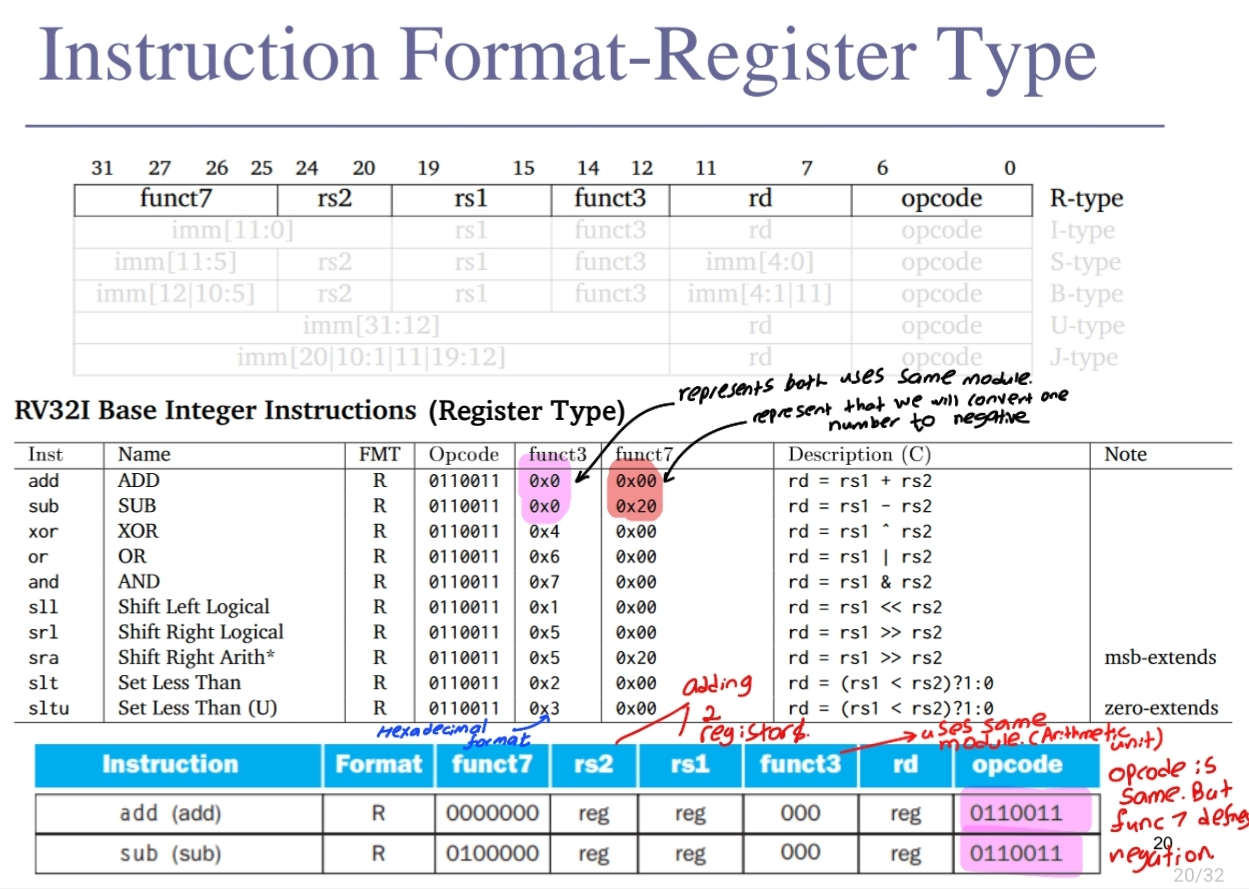 Instruction Format-Register Type
31 27 26 25 24 20 19 15 14 12 11 7 6 0
funct7 rs2 rs1 funct3 rd opcode R-type
imm[11:0] rs1 funct3 rd opcode I-type
imm[11:5] rs2 rs1 funct3 imm[4:0] opcode S-type
imm[12|10:5] rs2 rs1 funct3 imm[4:1|11] opcode B-type
imm[31:12] rd opcode U-type
imm[20|10:1|11|19:12] rd opcode J-type
represents both uses same module.
represent that we will convert one
number to negative
RV32I Base Integer Instructions (Register Type)
Inst Name FMT Opcode funct3 funct7 Description (C) Note
add ADD R 0110011 0x0 0x00 rd = rs1 + rs2
sub SUB R 0110011 0x0 0x20 rd = rs1 - rs2
xor XOR R 0110011 0x4 0x00 rd = rs1 ^ rs2
or OR R 0110011 0x6 0x00 rd = rs1 | rs2
and AND R 0110011 0x7 0x00 rd = rs1 & rs2
sll Shift Left Logical R 0110011 0x1 0x00 rd = rs1 << rs2
srl Shift Right Logical R 0110011 0x5 0x00 rd = rs1 >> rs2
sra Shift Right Arith* R 0110011 0x5 0x20 rd = rs1 >> rs2 msb-extends
slt Set Less Than R 0110011 0x2 0x00 rd = (rs1 < rs2)?1:0
sltu Set Less Than (U) R 0110011 0x3 0x00 rd = (rs1 < rs2)?1:0 zero-extends
adding
2
registors.
Hexadecimal
format
uses same
module. (Arithmetic
unit)
Instruction Format funct7 rs2 rs1 funct3 rd opcode
add (add) R 0000000 reg reg 000 reg 0110011
sub (sub) R 0100000 reg reg 000 reg 0110011
opcode is
same. But
func 7
negation.
20
20/32